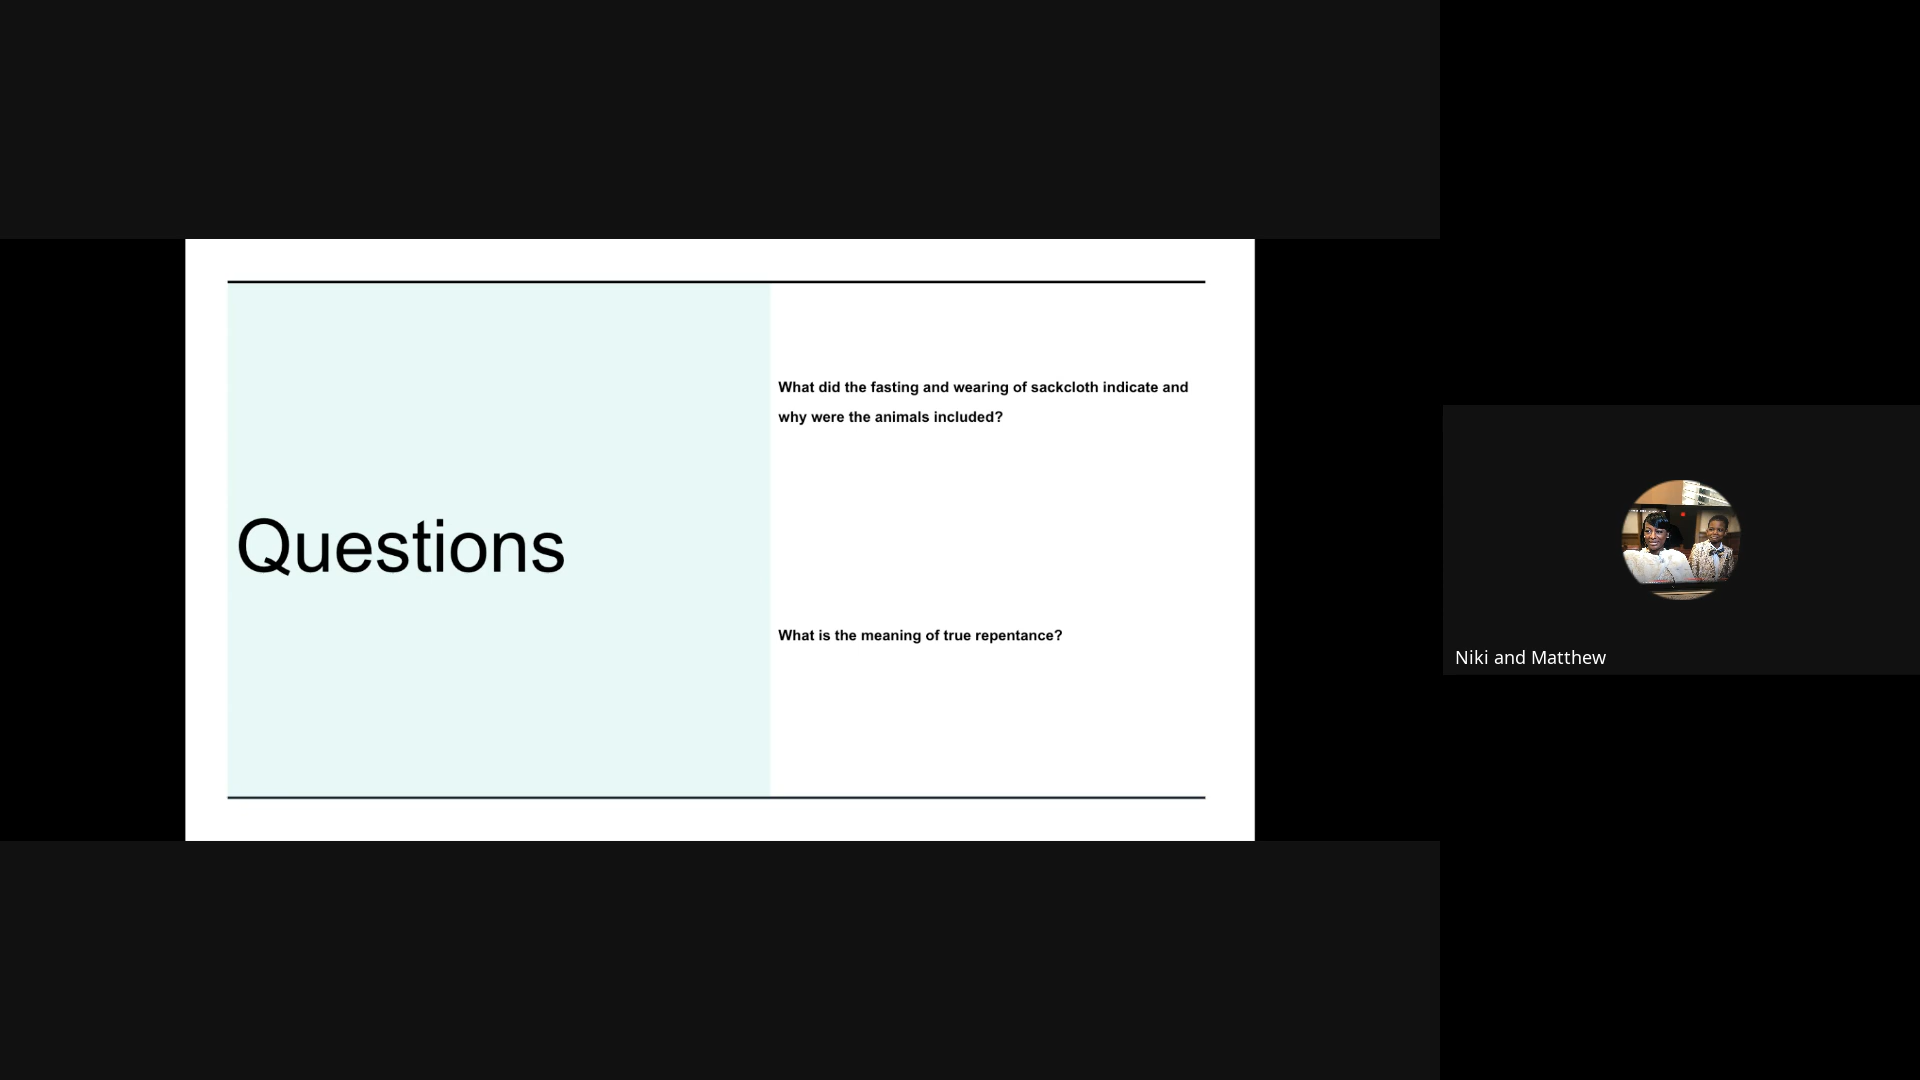 What did the fasting and wearing of sackcloth indicate and
why were the animals included?
Questions
What is the meaning of true repentance?
Niki and Matthew